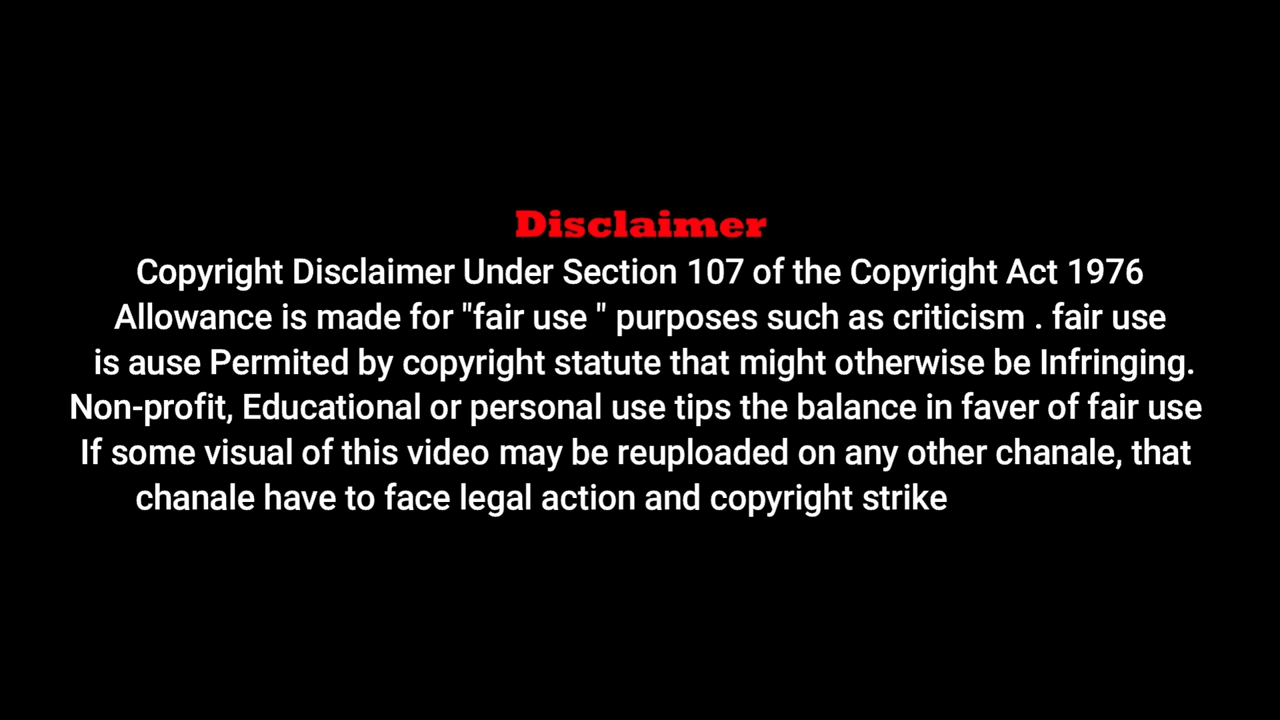 Disclaimer
Copyright Disclaimer Under Section 107 of the Copyright Act 1976
Allowance is made for "fair use " purposes such as criticism . fair use
is ause Permited by copyright statute that might otherwise be Infringing.
Non-profit, Educational or personal use tips the balance in faver of fair use
If some visual of this video may be reuploaded on any other chanale, that
chanale have to face legal action and copyright strike